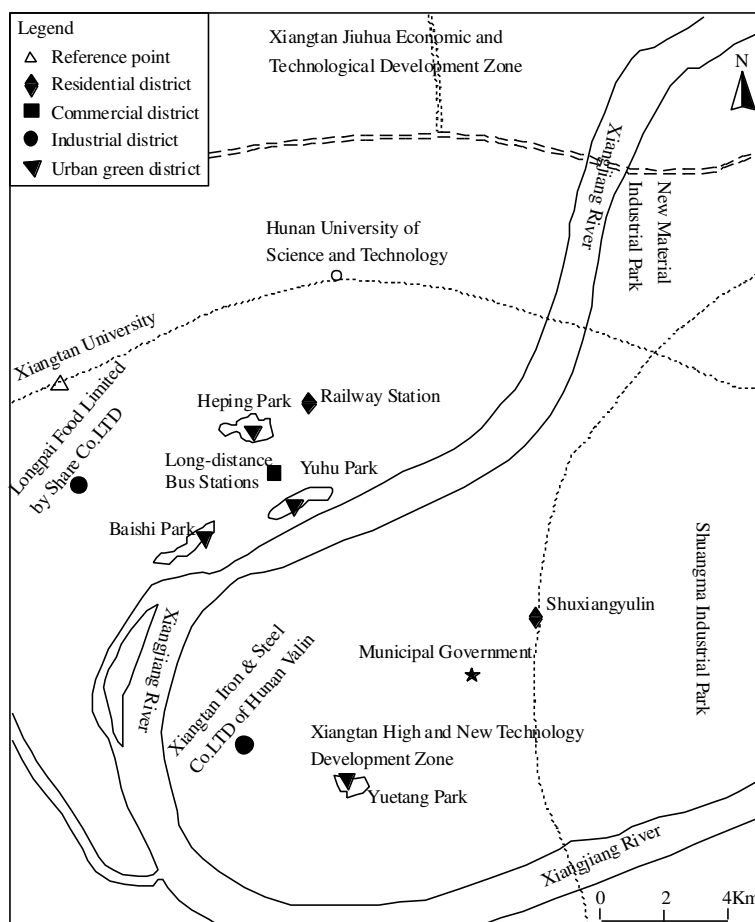 Legend
Reference point
Residential district
Commercial district
Industrial district
Urban green district
Xiangtan Jiuhua Economic and
Technological Development Zone
N
Xiangjiang River
New Material
Industrial Park
Hunan University of
Science and Technology
Xiangtan University
Longpai Food Limited
by Share Co.LTD
Heping Park
Railway Station
Long-distance
Bus Stations
Yuhu Park
Baishi Park
Shuangma Industrial Park
Shuxiangyulin
Xiangjiang River
Municipal Government
Xiangtan Iron & Steel
Co.LTD of Hunan Valin
Xiangtan High and New Technology
Development Zone
Yuetang Park
Xiangjiang River
0 2 4Km